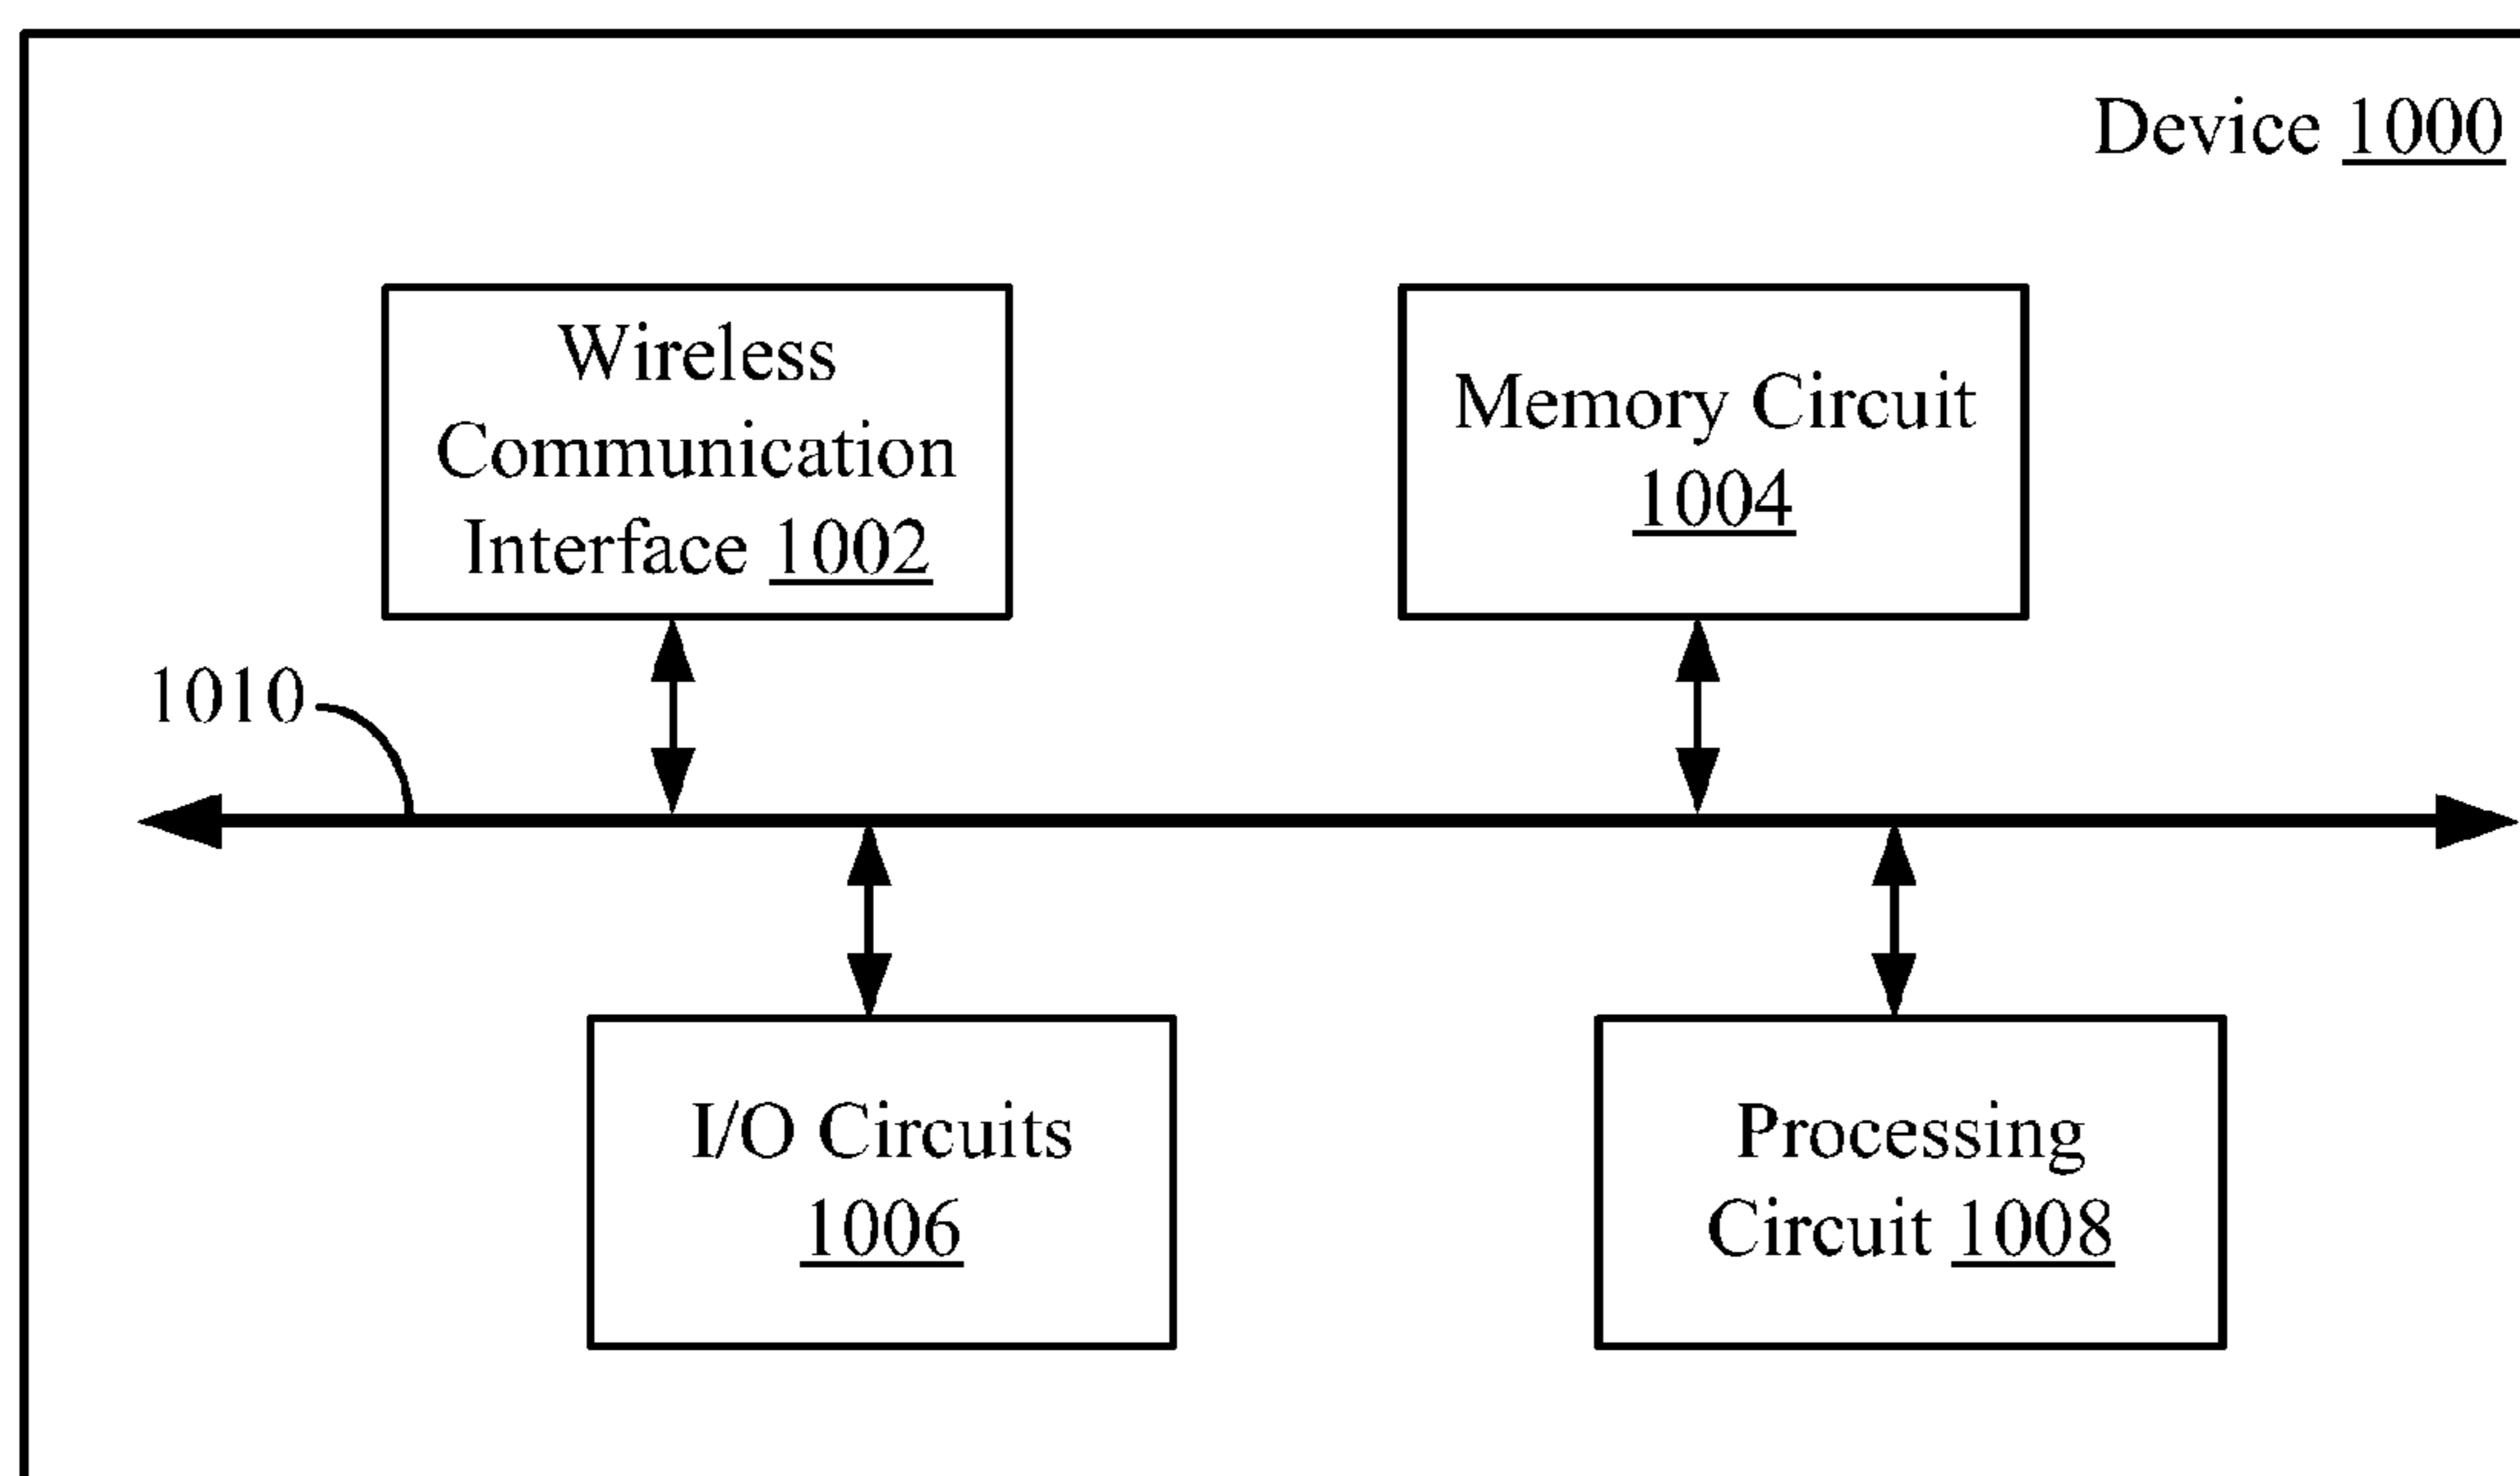 Device 1000
Wireless
Communication
Interface 1002
Memory Circuit
1004
1010
I/O Circuits
1006
Processing
Circuit 1008